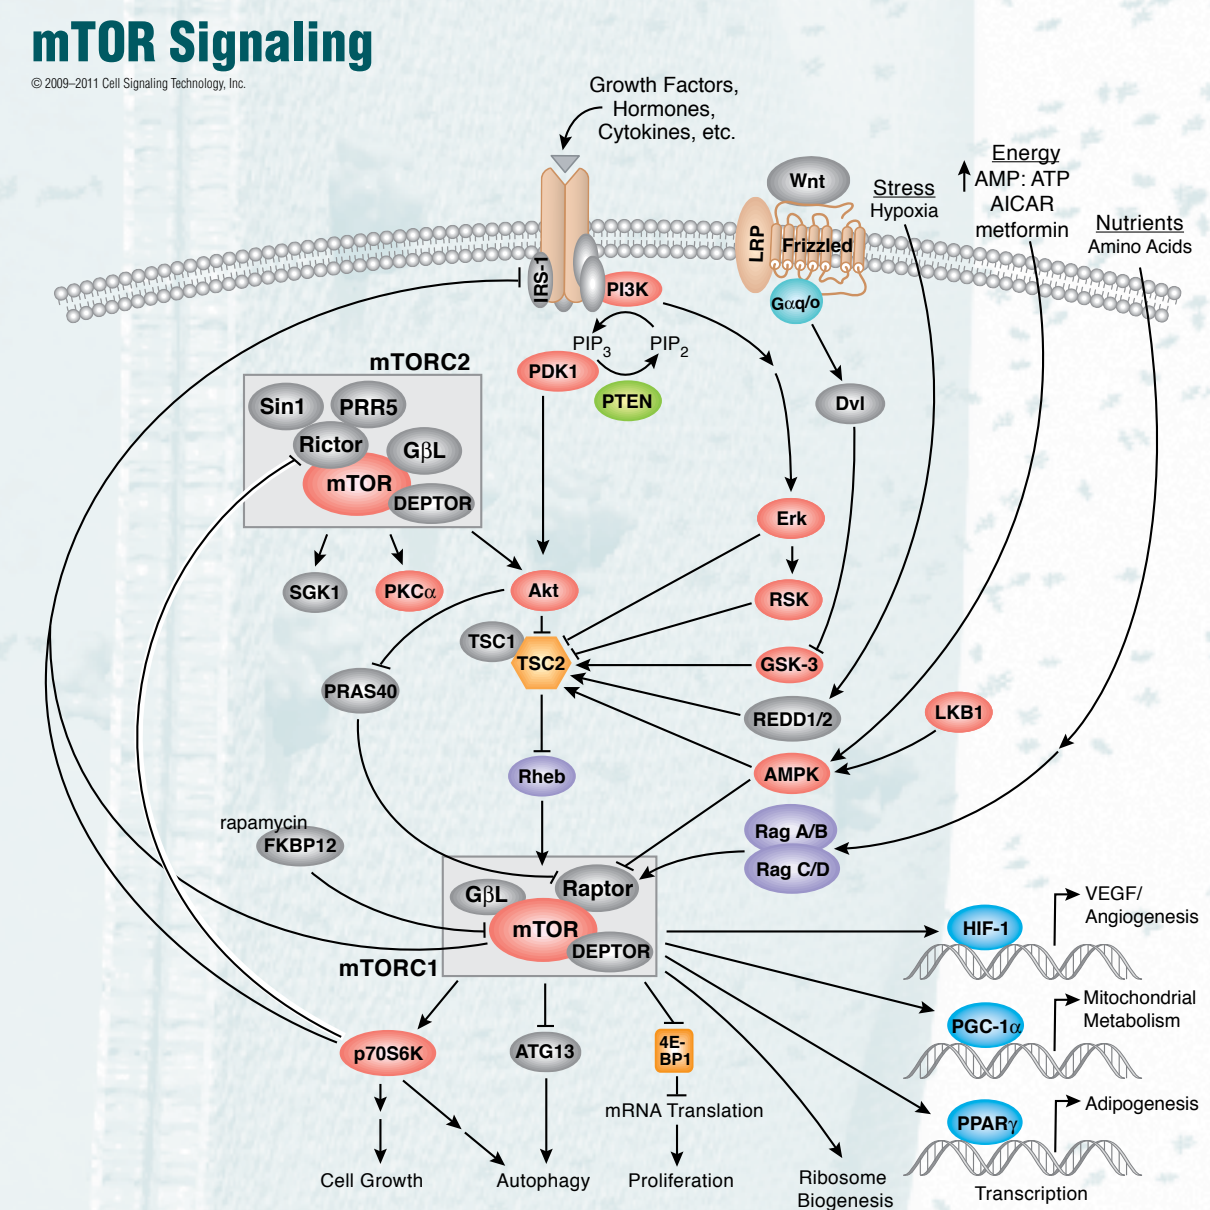 mTOR Signaling
© 2009–2011 Cell Signaling Technology, Inc.
Growth Factors,
Hormones,
Cytokines, etc.
Wnt
Stress
Hypoxia
Energy
AMP: ATP
AICAR
metformin
Nutrients
Amino Acids
LRP
Frizzled
IRS-1
PI3K
Gαq/o
PIP3
PIP2
mTORC2
PDK1
PTEN
Dvl
Sin1
PRR5
Rictor
GβL
mTOR
DEPTOR
Erk
SGK1
PKCα
Akt
RSK
TSC1
TSC2
GSK-3
PRAS40
REDD1/2
LKB1
Rheb
AMPK
rapamycin
FKBP12
Rag A/B
Rag C/D
GβL
Raptor
mTOR
DEPTOR
mTORC1
HIF-1
VEGF/
Angiogenesis
PGC-1α
Mitochondrial
Metabolism
p70S6K
ATG13
4E-
BP1
mRNA Translation
PPARγ
Adipogenesis
Cell Growth
Autophagy
Proliferation
Ribosome
Biogenesis
Transcription